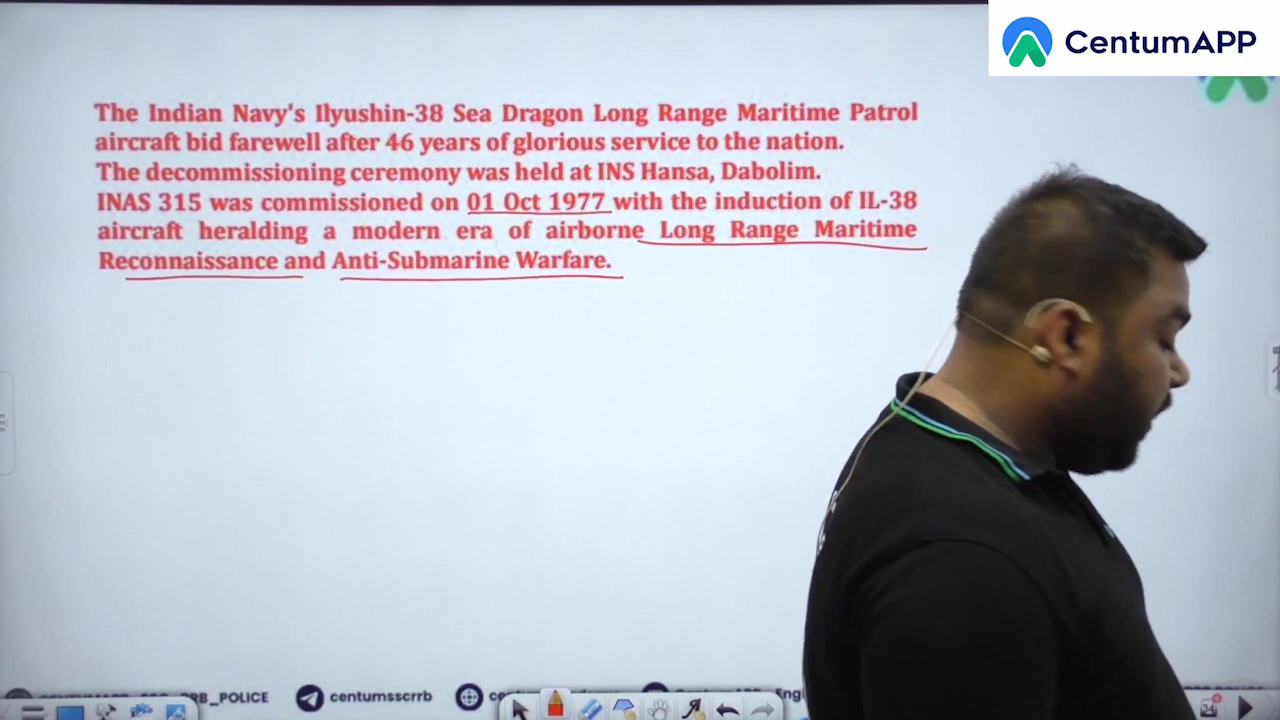 CentumAPP
The Indian Navy's Ilyushin-38 Sea Dragon Long Range Maritime Patrol
aircraft bid farewell after 46 years of glorious service to the nation.
The decommissioning ceremony was held at INS Hansa, Dabolim.
INAS 315 was commissioned on 01 Oct 1977 with the induction of IL-38
aircraft heralding a modern era of airborne Long Range Maritime
Reconnaissance and Anti-Submarine Warfare.
RB_POLICE centumsscrrb